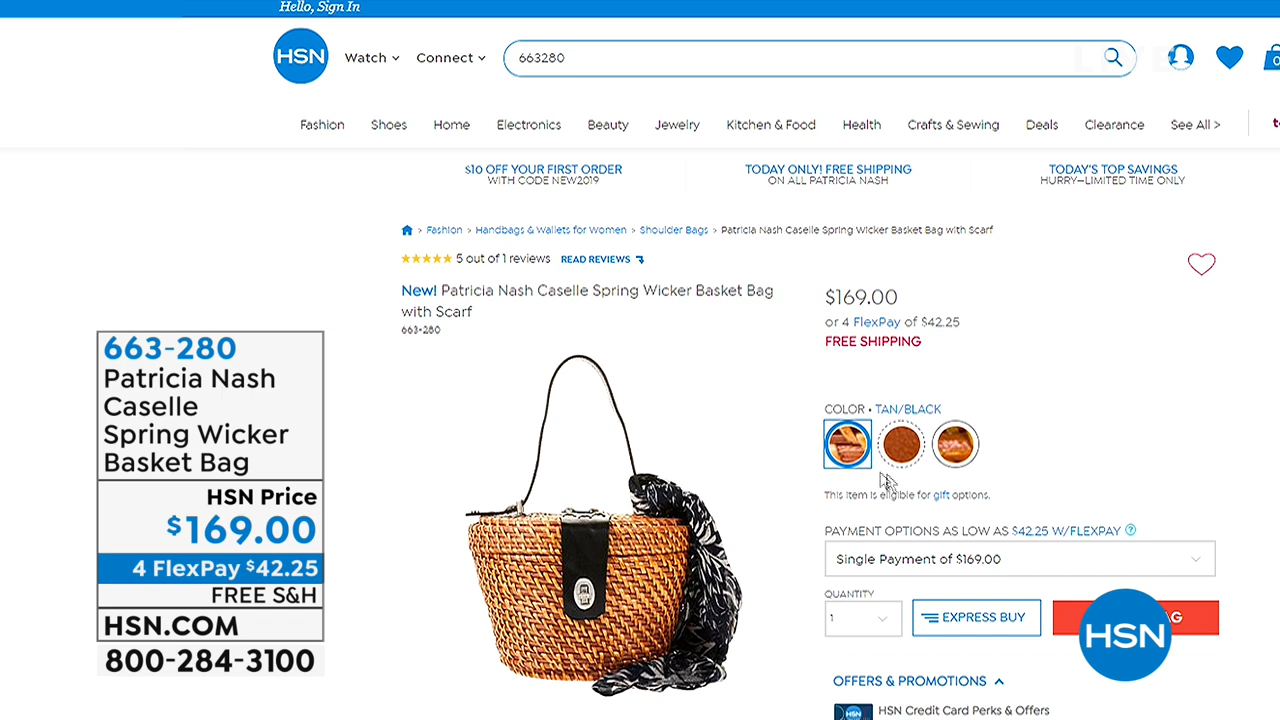 Hello, Sign In
HSN Watch Connect 663280 0
Fashion Shoes Home Electronics Beauty Jewelry Kitchen & Food Health Crafts & Sewing Deals Clearance See All >
$10 OFF YOUR FIRST ORDER
WITH CODE NEW2019
TODAY ONLY! FREE SHIPPING
ON ALL PATRICIA NASH
TODAY'S TOP SAVINGS
HURRY—LIMITED TIME ONLY
> Fashion > Handbags & Wallets for Women > Shoulder Bags > Patricia Nash Caselle Spring Wicker Basket Bag with Scarf
5 out of 1 reviews READ REVIEWS
New! Patricia Nash Caselle Spring Wicker Basket Bag
with Scarf
663-280
$169.00
or 4 FlexPay of $42.25
FREE SHIPPING
COLOR • TAN/BLACK
This item is eligible for gift options.
PAYMENT OPTIONS AS LOW AS $42.25 W/FLEXPAY ?
Single Payment of $169.00
QUANTITY
1 EXPRESS BUY
HSN
OFFERS & PROMOTIONS
HSN HSN Credit Card Perks & Offers
663-280
Patricia Nash
Caselle
Spring Wicker
Basket Bag
HSN Price
$169.00
4 FlexPay $42.25
FREE S&H
HSN.COM
800-284-3100